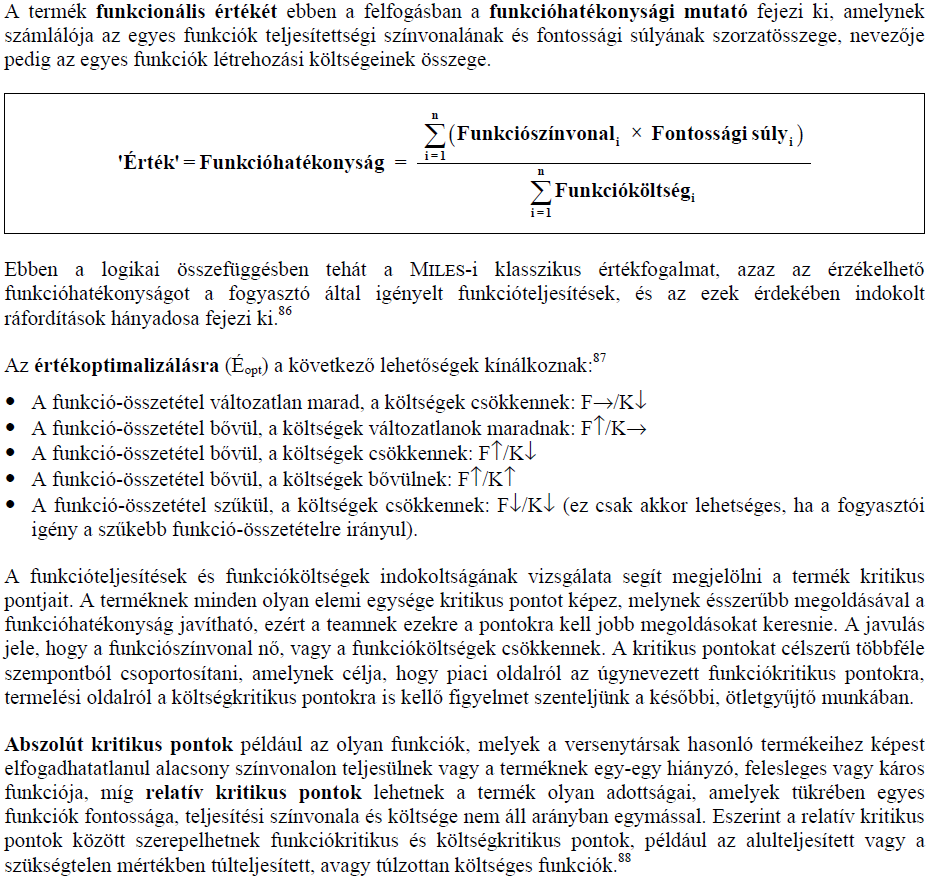 A termék funkcionális értékét ebben a felfogásban a funkcióhatékonysági mutató fejezi ki, amelynek
számlálója az egyes funkciók teljesítettségi színvonalának és fontossági súlyának szorzatösszege, nevezője
pedig az egyes funkciók létrehozási költségeinek összege.
'Érték' = Funkcióhatékonyság = \frac{\sum_{i=1}^{n} (Funkciószínvonal_i × Fontossági súly_i)}{\sum_{i=1}^{n} Funkcióköltség_i}
Ebben a logikai összefüggésben tehát a MILES-i klasszikus értékfogalmat, azaz az érzékelhető
funkcióhatékonyságot a fogyasztó által igényelt funkcióteljesítések, és az ezek érdekében indokolt
ráfordítások hányadosa fejezi ki.86
Az értékoptimalizálásra (Éopt) a következő lehetőségek kínálkoznak:87
• A funkció-összetétel változatlan marad, a költségek csökkennek: F→/K↓
• A funkció-összetétel bővül, a költségek változatlanok maradnak: F↑/K→
• A funkció-összetétel bővül, a költségek csökkennek: F↑/K↓
• A funkció-összetétel bővül, a költségek bővülnek: F↑/K↑
• A funkció-összetétel szűkül, a költségek csökkennek: F↓/K↓ (ez csak akkor lehetséges, ha a fogyasztói
igény a szűkebb funkció-összetételre irányul).
A funkcióteljesítések és funkcióköltségek indokoltságának vizsgálata segít megjelölni a termék kritikus
pontjait. A terméknek minden olyan elemi egysége kritikus pontot képez, melynek ésszerűbb megoldásával a
funkcióhatékonyság javítható, ezért a teamnek ezekre a pontokra kell jobb megoldásokat keresnie. A javulás
jele, hogy a funkciószínvonal nő, vagy a funkcióköltségek csökkennek. A kritikus pontokat célszerű többféle
szempontból csoportosítani, amelynek célja, hogy piaci oldalról az úgynevezett funkciókritikus pontokra,
termelési oldalról a költségkritikus pontokra is kellő figyelmet szenteljünk a későbbi, ötletgyűjtő munkában.
Abszolút kritikus pontok például az olyan funkciók, melyek a versenytársak hasonló termékeihez képest
elfogadhatatlanul alacsony színvonalon teljesülnek vagy a terméknek egy-egy hiányzó, felesleges vagy káros
funkciója, míg relatív kritikus pontok lehetnek a termék olyan adottságai, amelyek tükrében egyes
funkciók fontossága, teljesítési színvonala és költsége nem áll arányban egymással. Eszerint a relatív kritikus
pontok között szerepelhetnek funkciókritikus és költségkritikus pontok, például az alulteljesített vagy a
szükségtelen mértékben túlteljesített, avagy túlzottan költséges funkciók.88